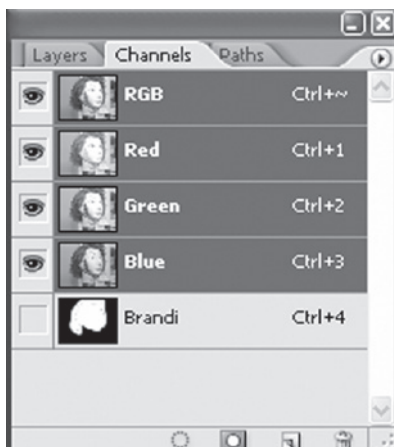 Layers Channels Paths
RGB Ctrl+~
Red Ctrl+1
Green Ctrl+2
Blue Ctrl+3
Brandi Ctrl+4